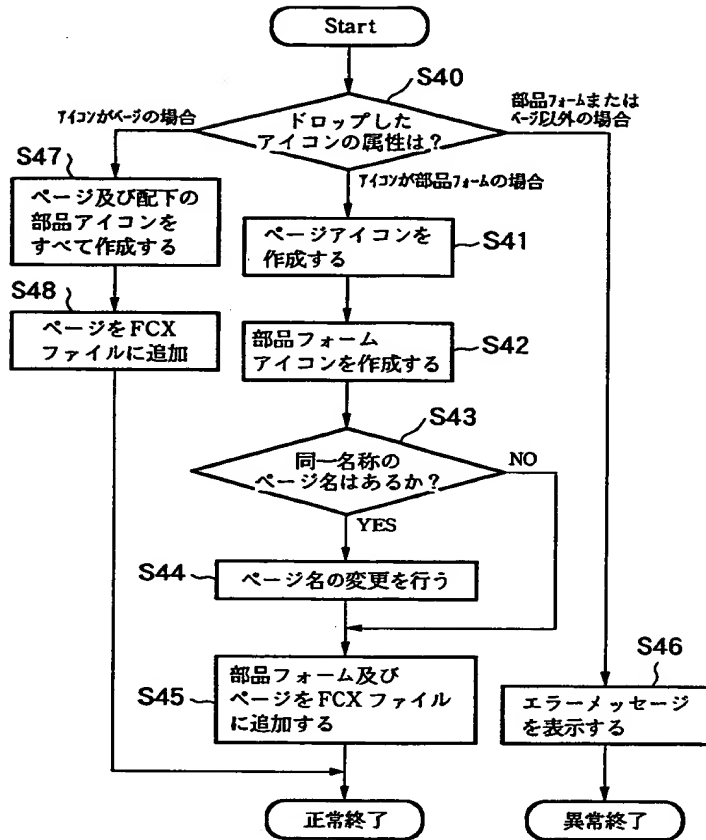 Start
S40
ドロップした
アイコンの属性は？
アイコンがページの場合
部品フォームまたは
ページ以外の場合
アイコンが部品フォームの場合
S47
ページ及び配下の
部品アイコンを
すべて作成する
S48
ページをFCX
ファイルに追加
ページアイコンを
作成する
S41
部品フォーム
アイコンを作成する
S42
S43
同一名称の
ページ名はあるか？
NO
YES
S44
ページ名の変更を行う
S45
部品フォーム及び
ページをFCXファイル
に追加する
S46
エラーメッセージ
を表示する
正常終了
異常終了